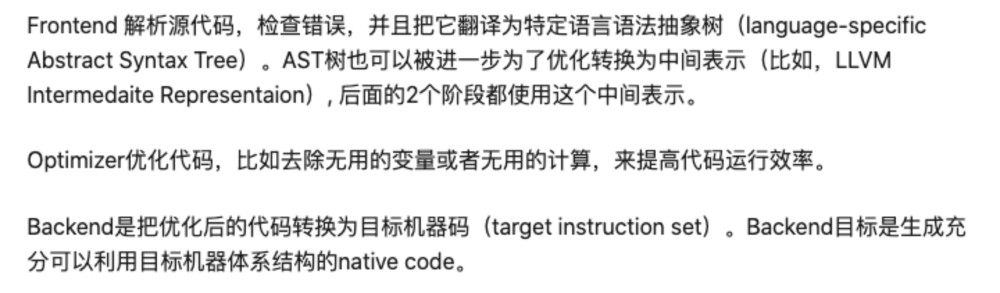 Frontend 解析源代码，检查错误，并且把它翻译为特定语言语法抽象树（language-specific
Abstract Syntax Tree）。AST树也可以被进一步为了优化转换为中间表示（比如，LLVM
Intermedaite Representaion）, 后面的2个阶段都使用这个中间表示。
Optimizer优化代码，比如去除无用的变量或者无用的计算，来提高代码运行效率。
Backend是把优化后的代码转换为目标机器码（target instruction set）。Backend目标是生成充
分可以利用目标机器体系结构的native code。